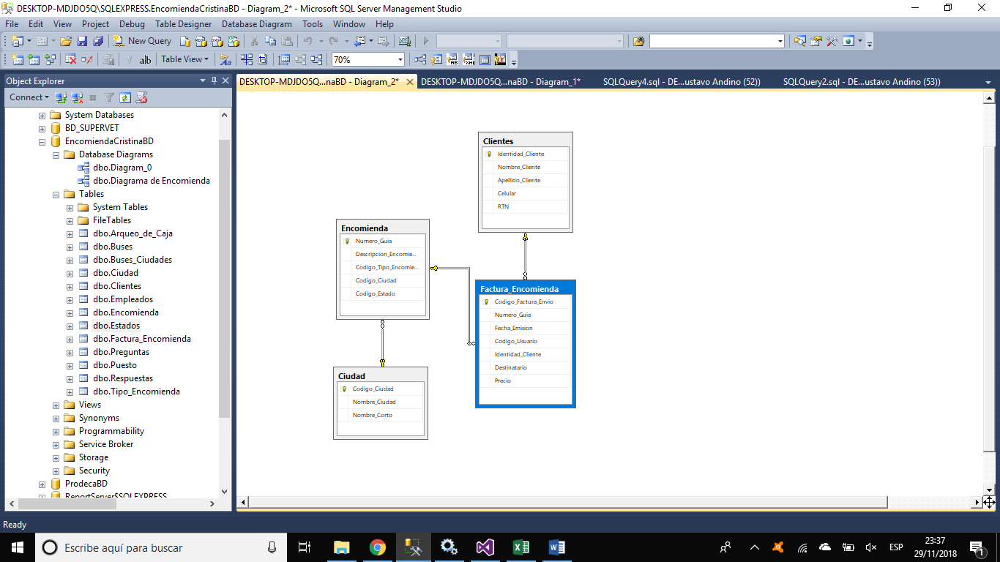 DESKTOP-MDJDO5Q\SQLEXPRESS.EncomiendaCristinaBD - Diagram_2* - Microsoft SQL Server Management Studio
File Edit View Project Debug Table Designer Database Diagram Tools Window Help
New Query
ab Table View 70%
Object Explorer
Connect
System Databases
BD_SUPERVET
EncomiendaCristinaBD
Database Diagrams
dbo.Diagram_0
dbo.Diagrama de Encomienda
Tables
System Tables
FileTables
dbo.Arqueo_de_Caja
dbo.Buses
dbo.Buses_Ciudades
dbo.Ciudad
dbo.Clientes
dbo.Empleados
dbo.Encomienda
dbo.Estados
dbo.Factura_Encomienda
dbo.Preguntas
dbo.Puesto
dbo.Respuestas
dbo.Tipo_Encomienda
Views
Synonyms
Programmability
Service Broker
Storage
Security
ProdecaBD
ReportServer$SQLEXPRESS
DESKTOP-MDJDO5Q...naBD - Diagram_2* DESKTOP-MDJDO5Q...naBD - Diagram_1* SQLQuery4.sql - DE...ustavo Andino (52)) SQLQuery2.sql - DE...ustavo Andino (53))
Clientes
Identidad_Cliente
Nombre_Cliente
Apellido_Cliente
Celular
RTN
Encomienda
Numero_Guia
Descripcion_Encomie...
Codigo_Tipo_Encomie...
Codigo_Ciudad
Codigo_Estado
Factura_Encomienda
Codigo_Factura_Envio
Numero_Guia
Fecha_Emision
Codigo_Usuario
Identidad_Cliente
Destinatario
Precio
Ciudad
Codigo_Ciudad
Nombre_Ciudad
Nombre_Corto
Ready
Escribe aquí para buscar
ESP
23:37
29/11/2018
1